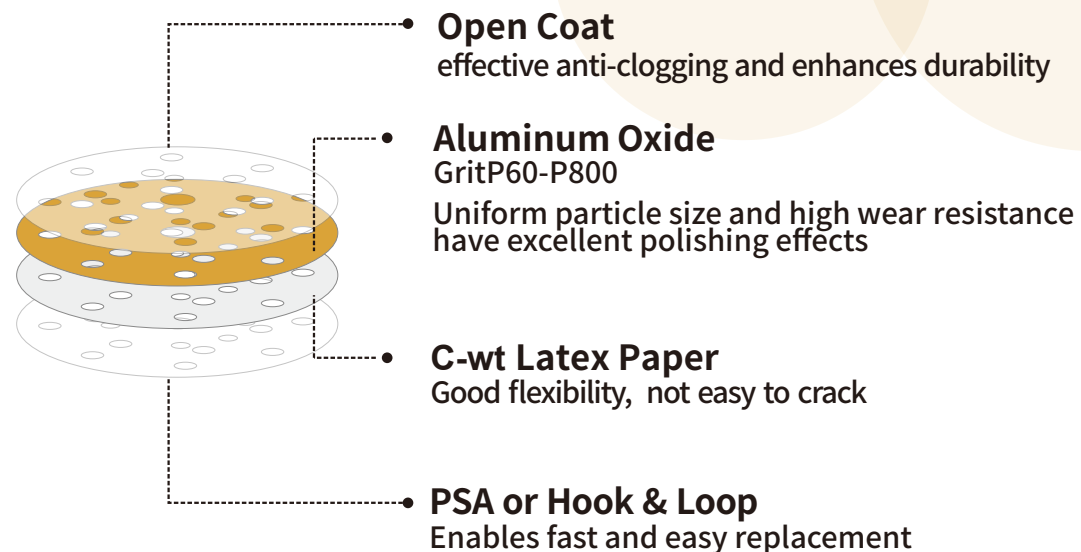 Open Coat
effective anti-clogging and enhances durability
Aluminum Oxide
GritP60-P800
Uniform particle size and high wear resistance
have excellent polishing effects
C-wt Latex Paper
Good flexibility, not easy to crack
PSA or Hook & Loop
Enables fast and easy replacement